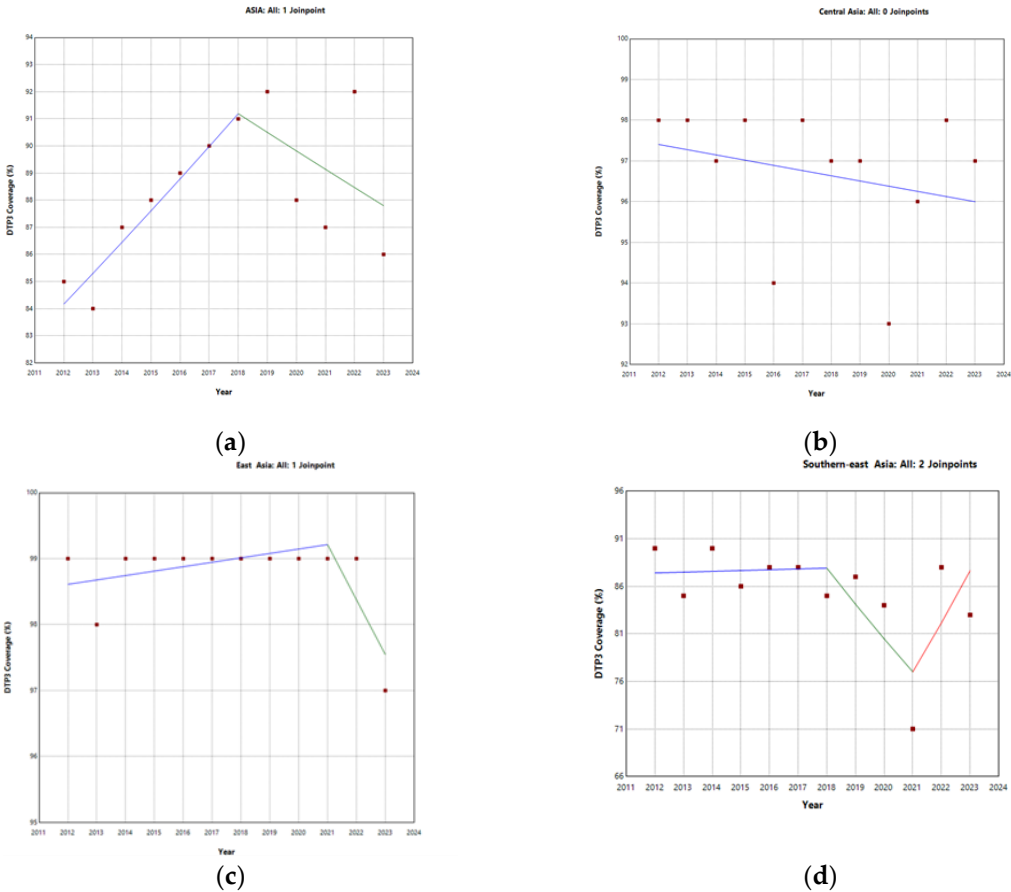 ASIA: All: 1 Joinpoint
94
93
92
91
90
89
88
87
86
85
84
83
82
DTP3 Coverage (%)
2011 2012 2013 2014 2015 2016 2017 2018 2019 2020 2021 2022 2023 2024
Year
(a)
Central Asia: All: 0 Joinpoints
100
99
98
97
96
95
94
93
92
DTP3 Coverage (%)
2011 2012 2013 2014 2015 2016 2017 2018 2019 2020 2021 2022 2023 2024
Year
(b)
East Asia: All: 1 Joinpoint
100
99
98
97
96
95
DTP3 Coverage (%)
2011 2012 2013 2014 2015 2016 2017 2018 2019 2020 2021 2022 2023 2024
Year
(c)
Southern-east Asia: All: 2 Joinpoints
96
91
86
81
76
71
66
DTP3 Coverage (%)
2011 2012 2013 2014 2015 2016 2017 2018 2019 2020 2021 2022 2023 2024
Year
(d)